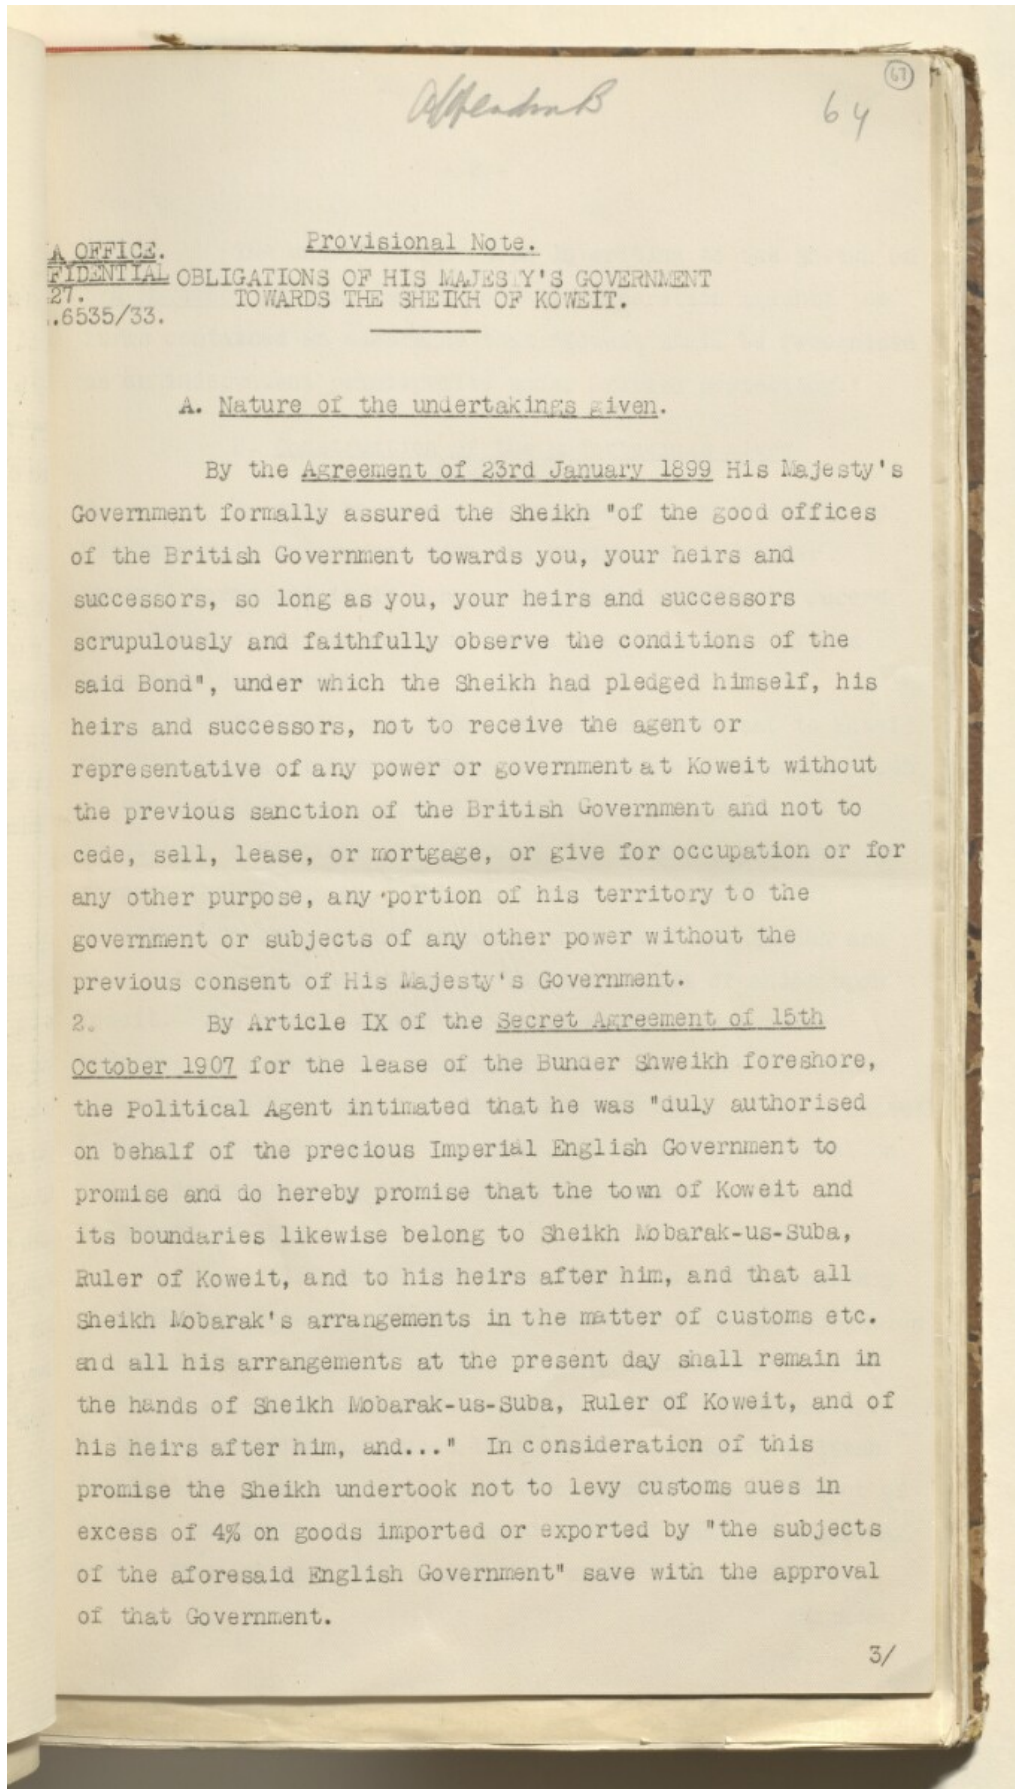 67
Appendix B
64
Provisional Note.
A OFFICE.
FIDENTIAL
27.
.6535/33.
OBLIGATIONS OF HIS MAJESTY'S GOVERNMENT
TOWARDS THE SHEIKH OF KOWEIT.
A. Nature of the undertakings given.
By the Agreement of 23rd January 1899 His Majesty's
Government formally assured the Sheikh "of the good offices
of the British Government towards you, your heirs and
successors, so long as you, your heirs and successors
scrupulously and faithfully observe the conditions of the
said Bond", under which the Sheikh had pledged himself, his
heirs and successors, not to receive the agent or
representative of any power or government at Koweit without
the previous sanction of the British Government and not to
cede, sell, lease, or mortgage, or give for occupation or for
any other purpose, any portion of his territory to the
government or subjects of any other power without the
previous consent of His Majesty's Government.
2. By Article IX of the Secret Agreement of 15th
October 1907 for the lease of the Bunder Shweikh foreshore,
the Political Agent intimated that he was "duly authorised
on behalf of the precious Imperial English Government to
promise and do hereby promise that the town of Koweit and
its boundaries likewise belong to Sheikh Mobarak-us-Suba,
Ruler of Koweit, and to his heirs after him, and that all
Sheikh Mobarak's arrangements in the matter of customs etc.
and all his arrangements at the present day shall remain in
the hands of Sheikh Mobarak-us-Suba, Ruler of Koweit, and of
his heirs after him, and..." In consideration of this
promise the Sheikh undertook not to levy customs dues in
excess of 4% on goods imported or exported by "the subjects
of the aforesaid English Government" save with the approval
of that Government.
3/